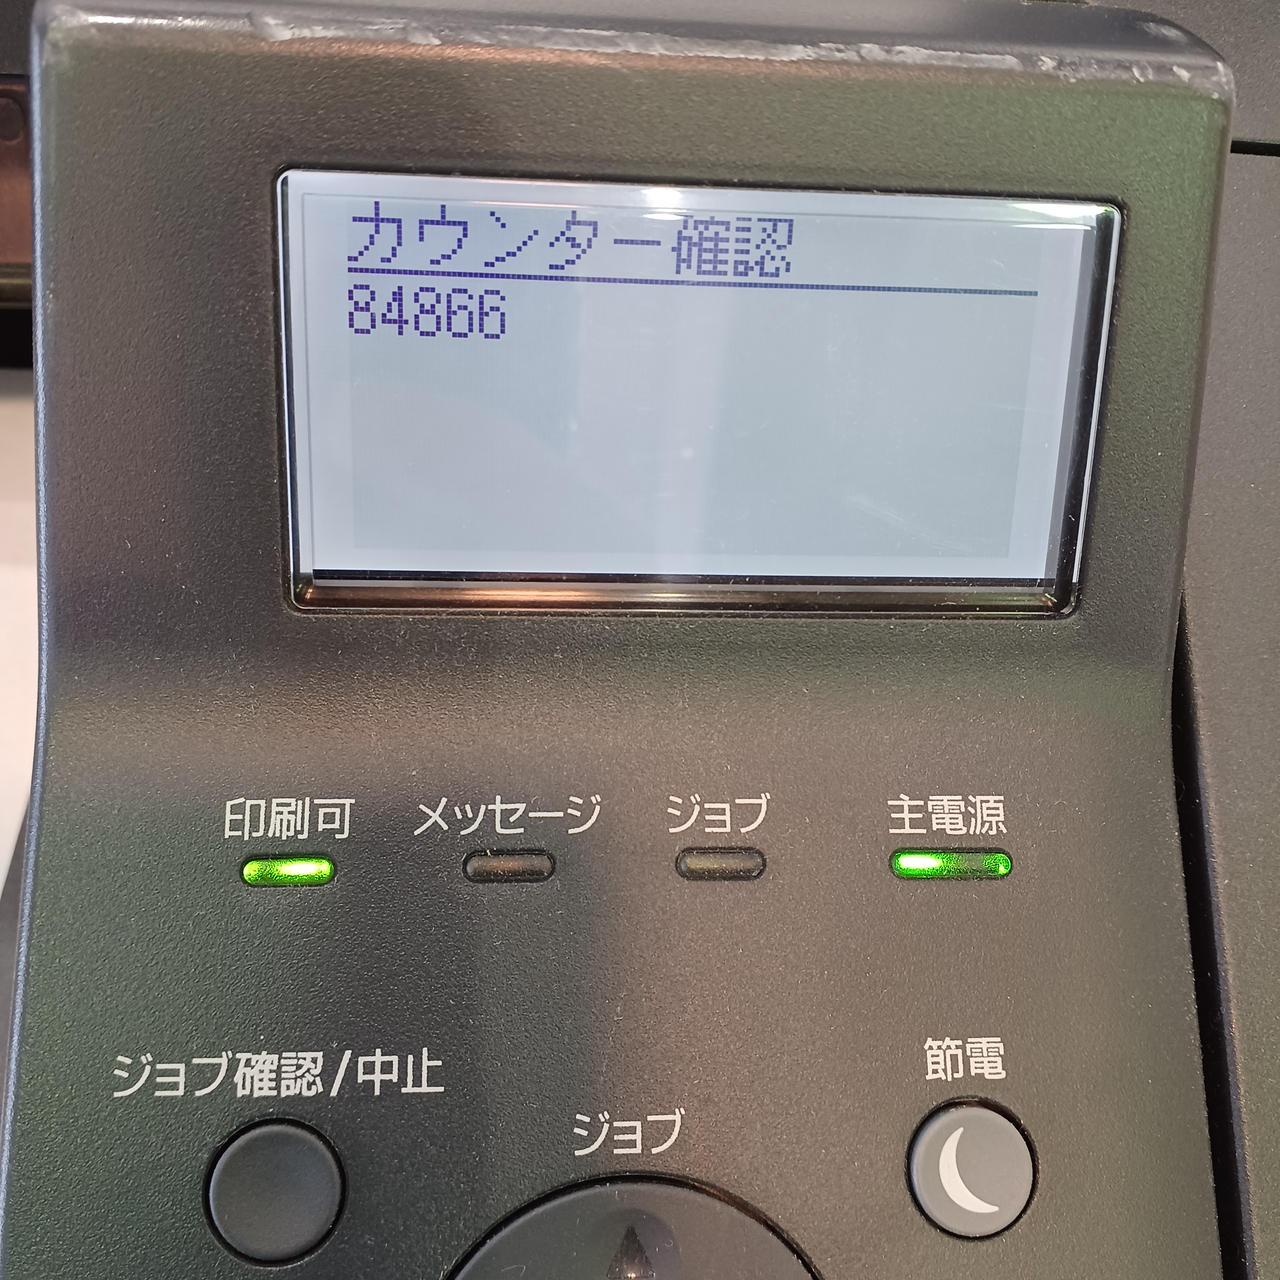 カウンター確認
84866
印刷可
メッセージ
ジョブ
主電源
ジョブ確認/中止
ジョブ
節電